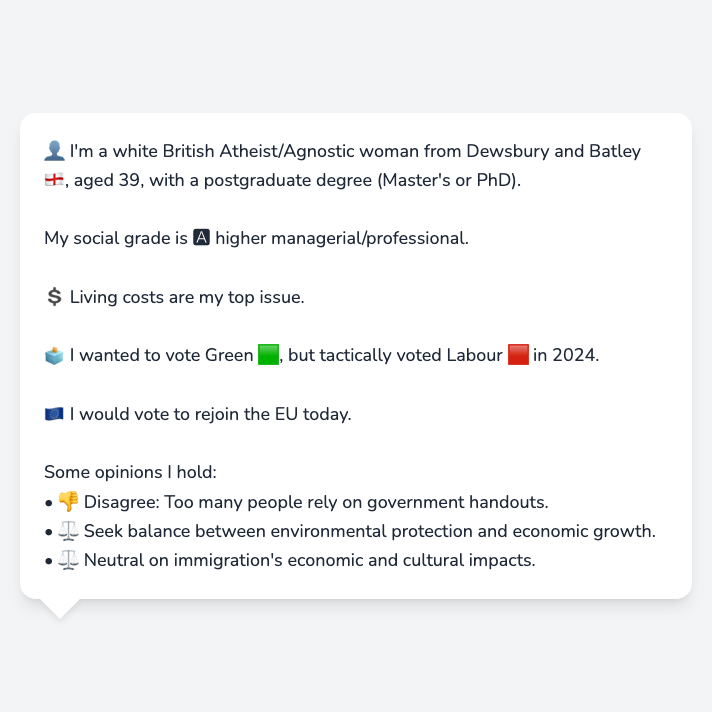 👤 I'm a white British Atheist/Agnostic woman from Dewsbury and Batley
🏴󠁧󠁢󠁥󠁮󠁧󠁿, aged 39, with a postgraduate degree (Master's or PhD).
My social grade is 🅰 higher managerial/professional.
💲 Living costs are my top issue.
🗳️ I wanted to vote Green 🟩, but tactically voted Labour 🟥 in 2024.
🇪🇺 I would vote to rejoin the EU today.
Some opinions I hold:
• 👎 Disagree: Too many people rely on government handouts.
• ⚖️ Seek balance between environmental protection and economic growth.
• ⚖️ Neutral on immigration's economic and cultural impacts.